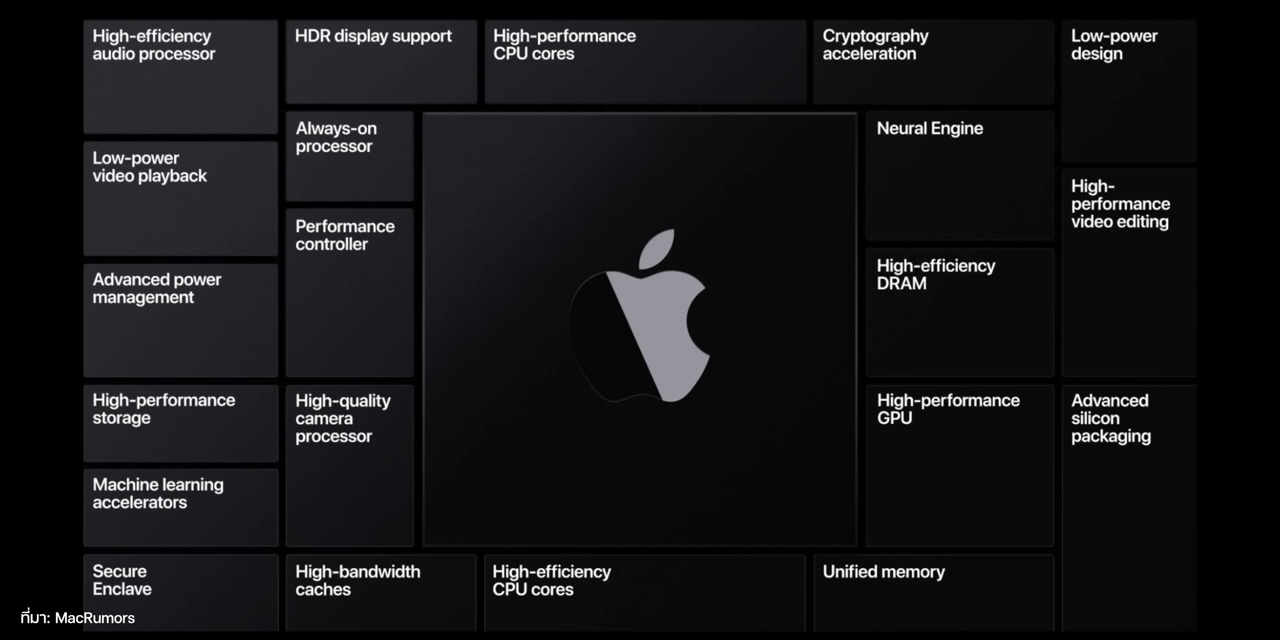 High-efficiency
audio processor
HDR display support
High-performance
CPU cores
Cryptography
acceleration
Low-power
design
Always-on
processor
Neural Engine
Low-power
video playback
High-
performance
video editing
Performance
controller
High-efficiency
DRAM
Advanced power
management
High-performance
storage
High-quality
camera
processor
High-performance
GPU
Advanced
silicon
packaging
Machine learning
accelerators
Secure
Enclave
High-bandwidth
caches
High-efficiency
CPU cores
Unified memory
ที่มา: MacRumors